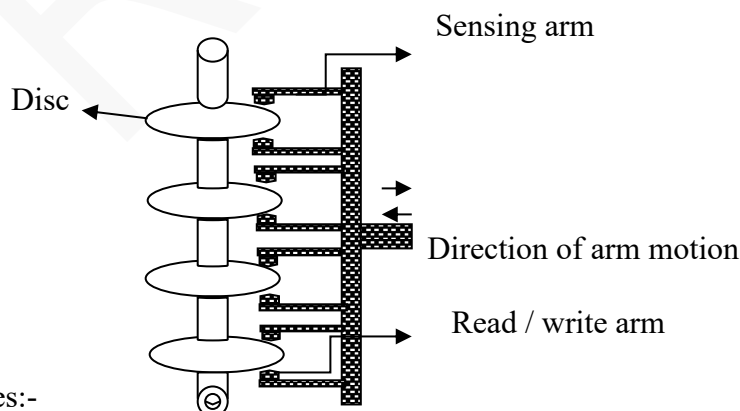 Sensing arm
Disc
Direction of arm motion
Read / write arm
es:-